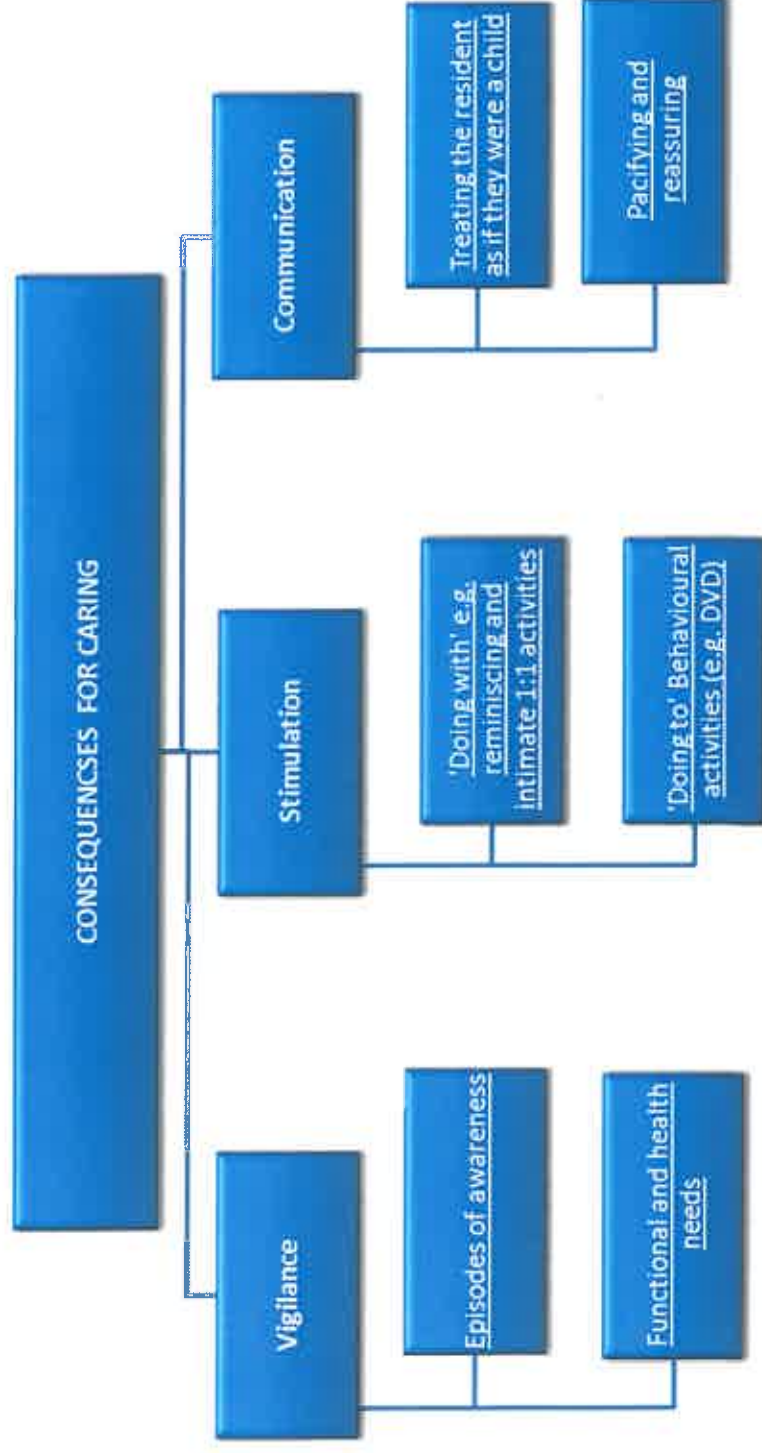 CONSEQUENCSES FOR CARING
Vigilance
Episodes of awareness
Functional and health
needs
Stimulation
'Doing with' e.g.
reminiscing and
intimate 1:1 activities
'Doing to' Behavioural
activities (e.g. DVD)
Communication
Treating the resident
as if they were a child
Pacifying and
reassuring